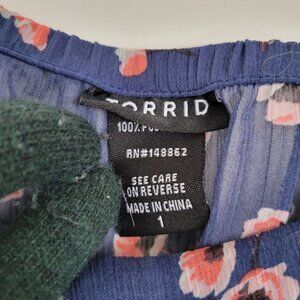 TORRID
100%
RN#148862
SEE CARE
ON REVERSE
MADE IN CHINA
1